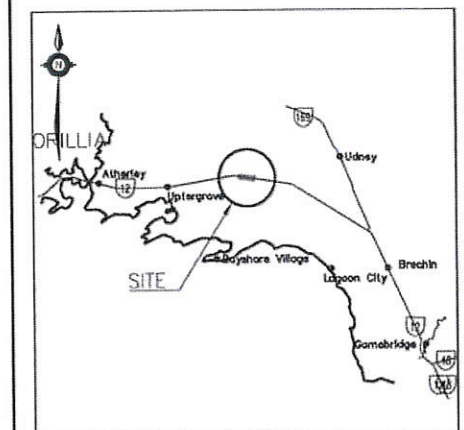 N
169
ORILLIA
Udney
Atherley
12
Uptergrove
SITE
Bayshore Village
Lagoon City
Brechin
12
Gamebridge
48